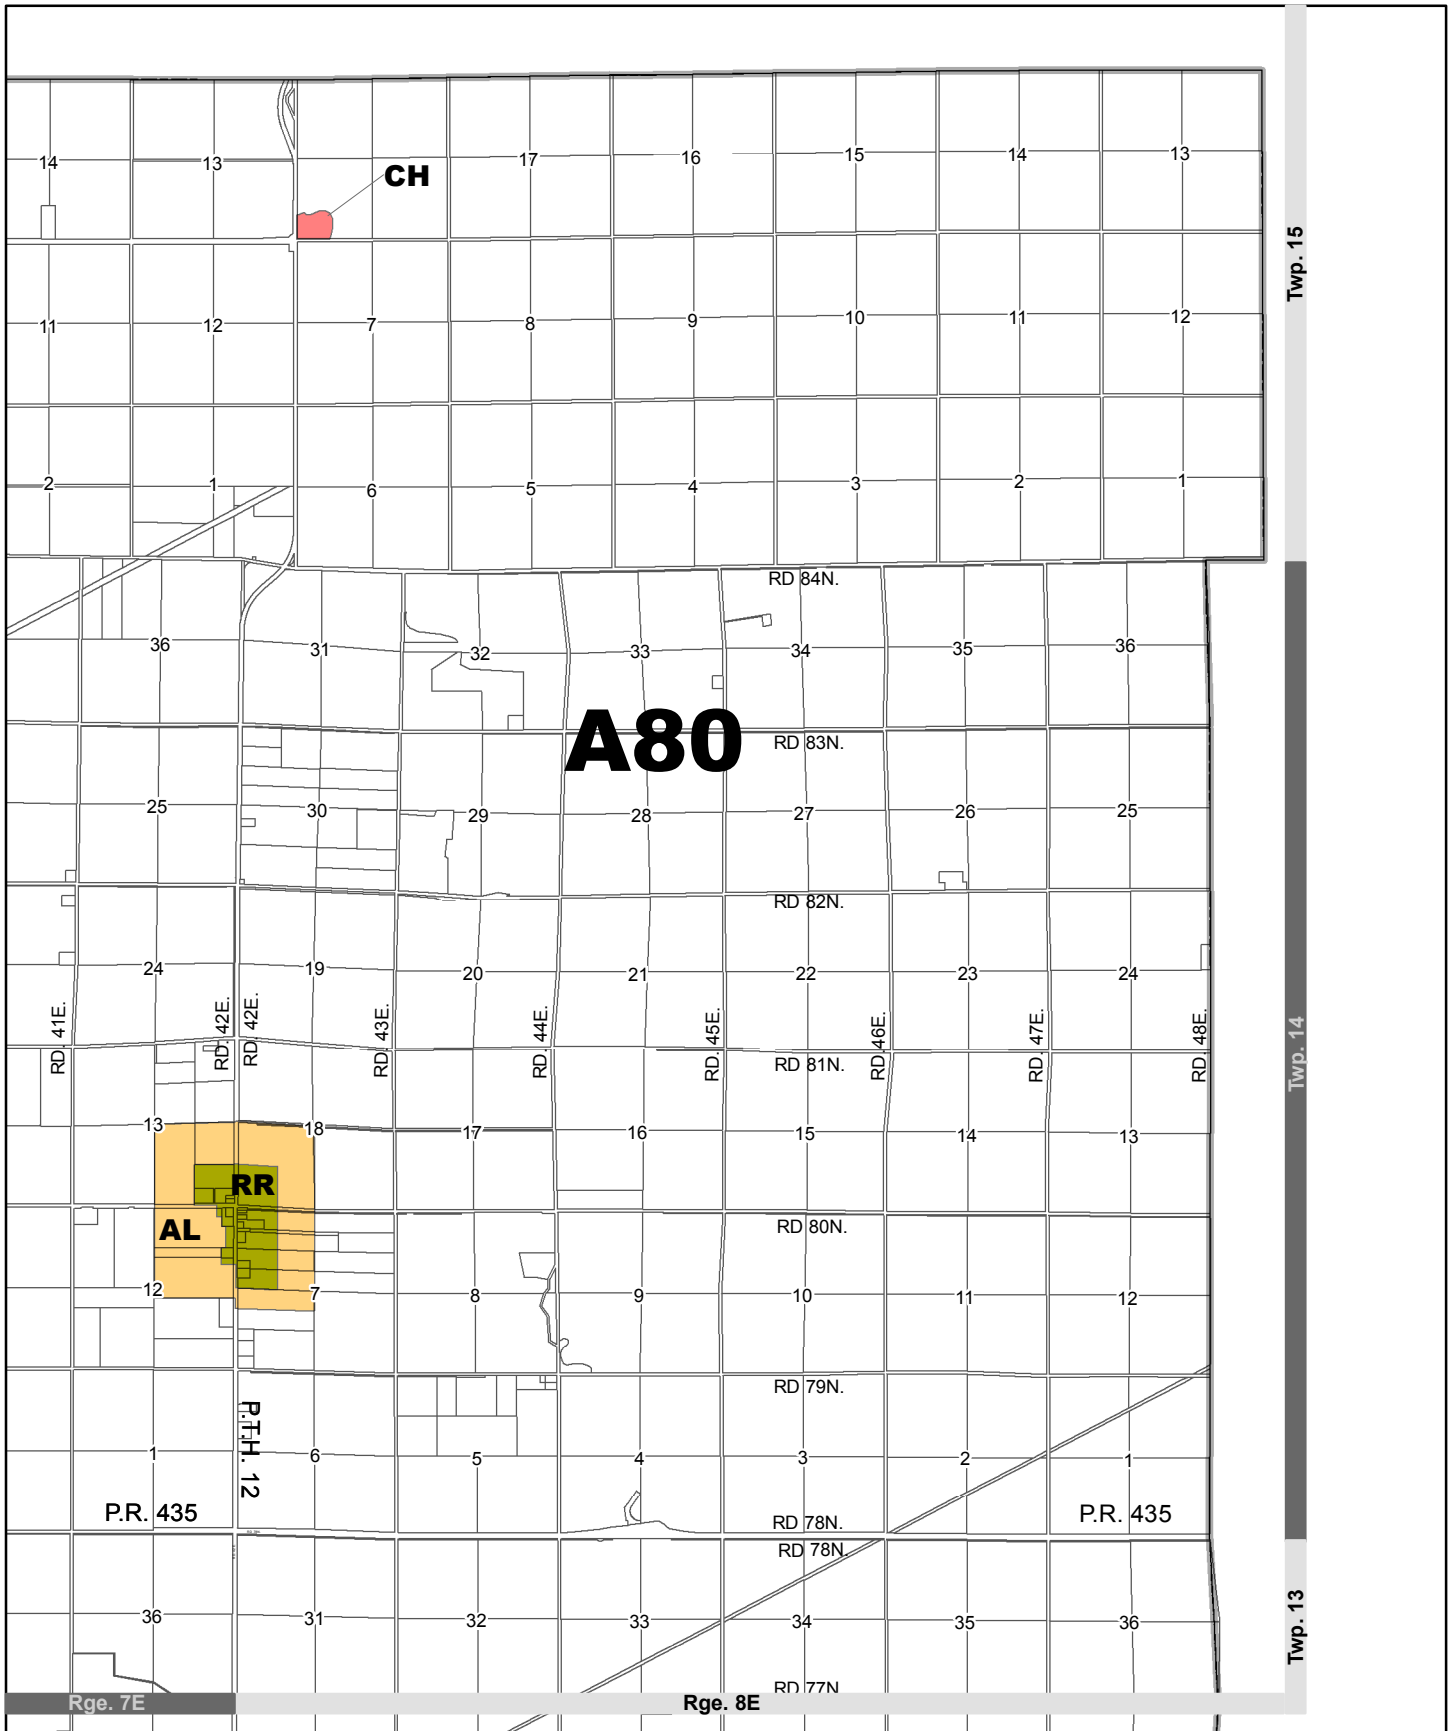 14 13 17 16 15 14 13
CH
11 12 7 8 9 10 11 12
Twp. 15
2 1 6 5 4 3 2 1
RD 84N.
36 31 32 33 34 35 36
A80
RD 83N.
25 30 29 28 27 26 25
RD 82N.
24 19 20 21 22 23 24
RD. 41E. RD. 42E. RD. 42E. RD. 43E. RD. 44E. RD. 45E. RD. 46E. RD. 47E. RD. 48E.
Twp. 14
RD 81N.
13 18 17 16 15 14 13
RR
AL
RD 80N.
12 7 8 9 10 11 12
RD 79N.
P.T.H. 12
1 6 5 4 3 2 1
P.R. 435 P.R. 435
RD 78N.
RD 78N.
36 31 32 33 34 35 36
Twp. 13
RD 77N.
Rge. 7E Rge. 8E